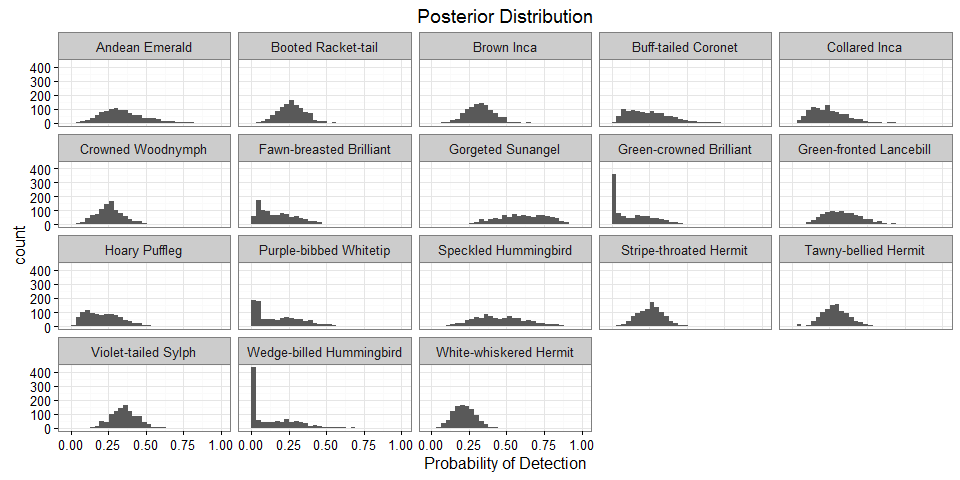 Posterior Distribution
Andean Emerald Booted Racket-tail Brown Inca Buff-tailed Coronet Collared Inca
400
300
200
100
0
Crowned Woodnymph Fawn-breasted Brilliant Gorgeted Sunangel Green-crowned Brilliant Green-fronted Lancebill
400
300
200
100
0
count
Hoary Puffleg Purple-bibbed Whitetip Speckled Hummingbird Stripe-throated Hermit Tawny-bellied Hermit
400
300
200
100
0
Violet-tailed Sylph Wedge-billed Hummingbird White-whiskered Hermit
400
300
200
100
0
0.00 0.25 0.50 0.75 1.00 0.00 0.25 0.50 0.75 1.00 0.00 0.25 0.50 0.75 1.00
Probability of Detection